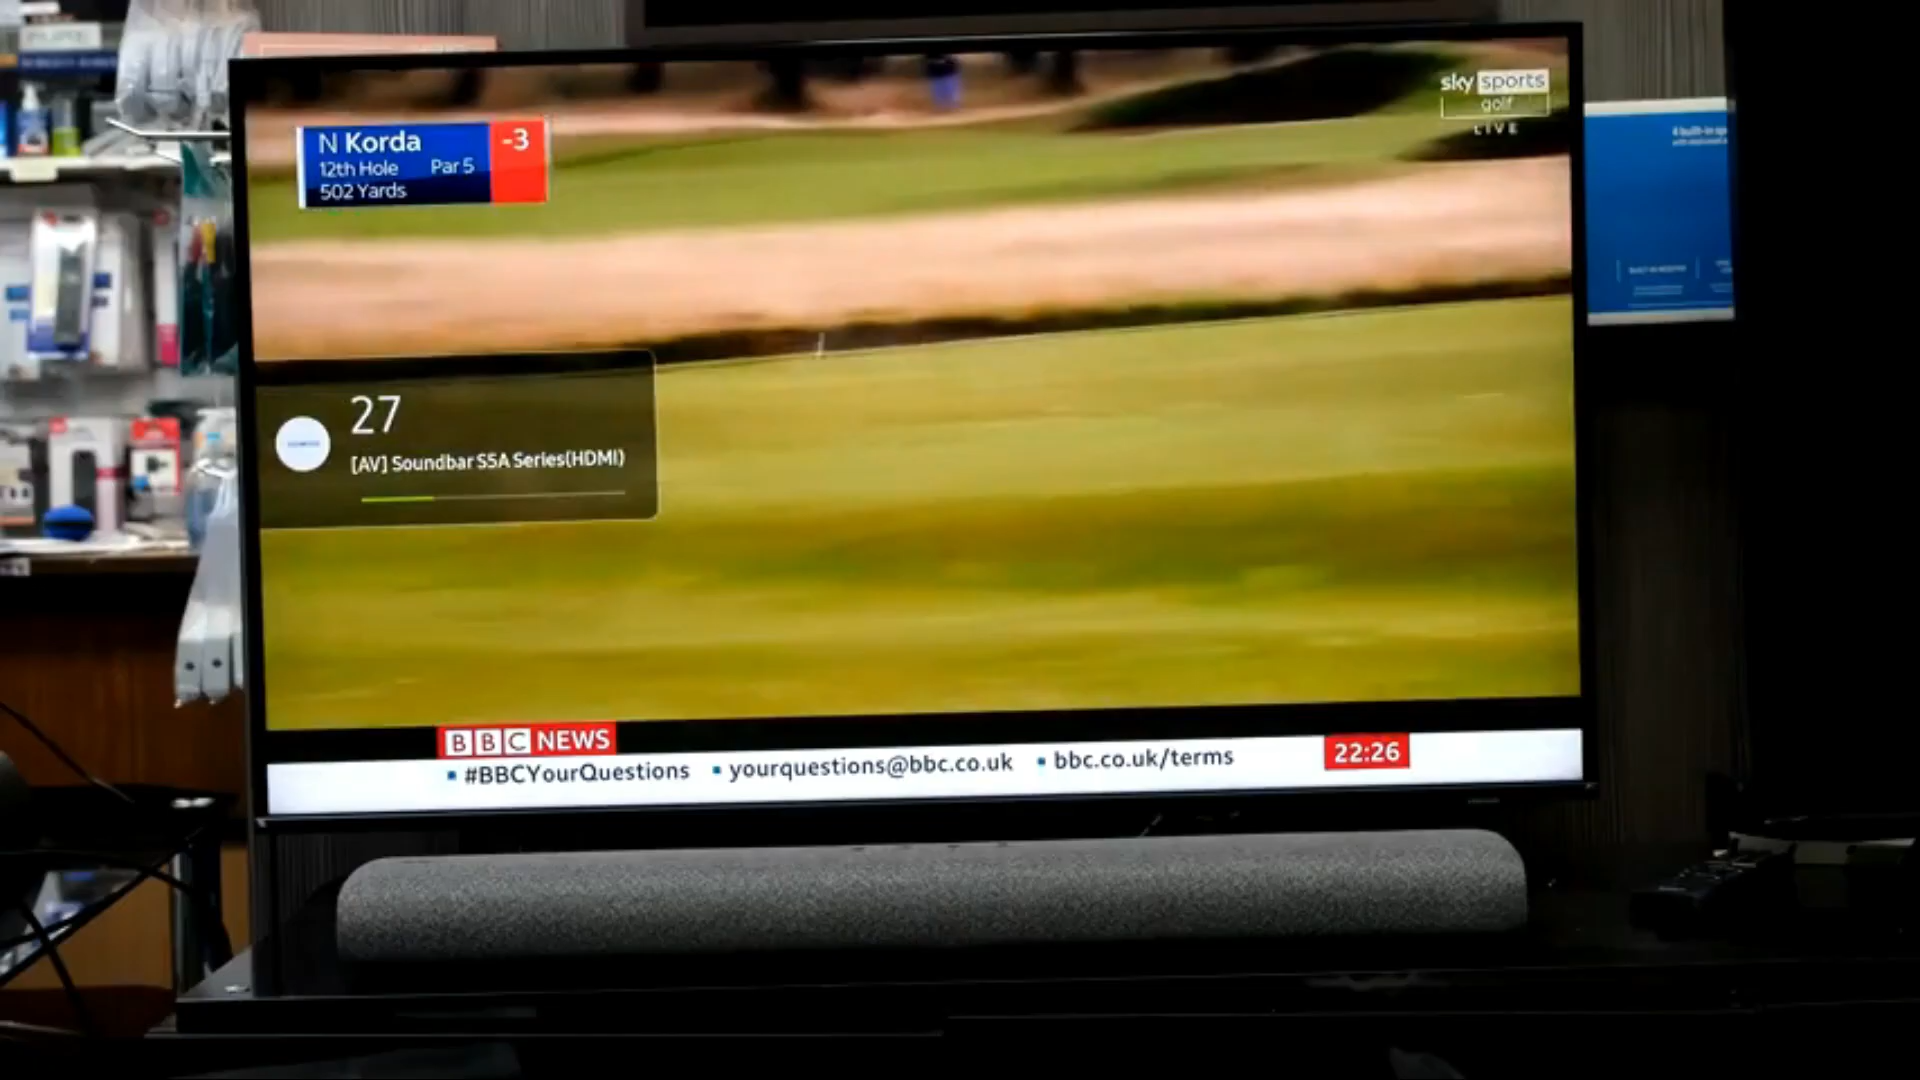 sky sports
golf
LIVE
N Korda -3
12th Hole Par 5
502 Yards
27
[AV] Soundbar S5A Series(HDMI)
BBC NEWS
#BBCYourQuestions ▪ yourquestions@bbc.co.uk ▪ bbc.co.uk/terms 22:26